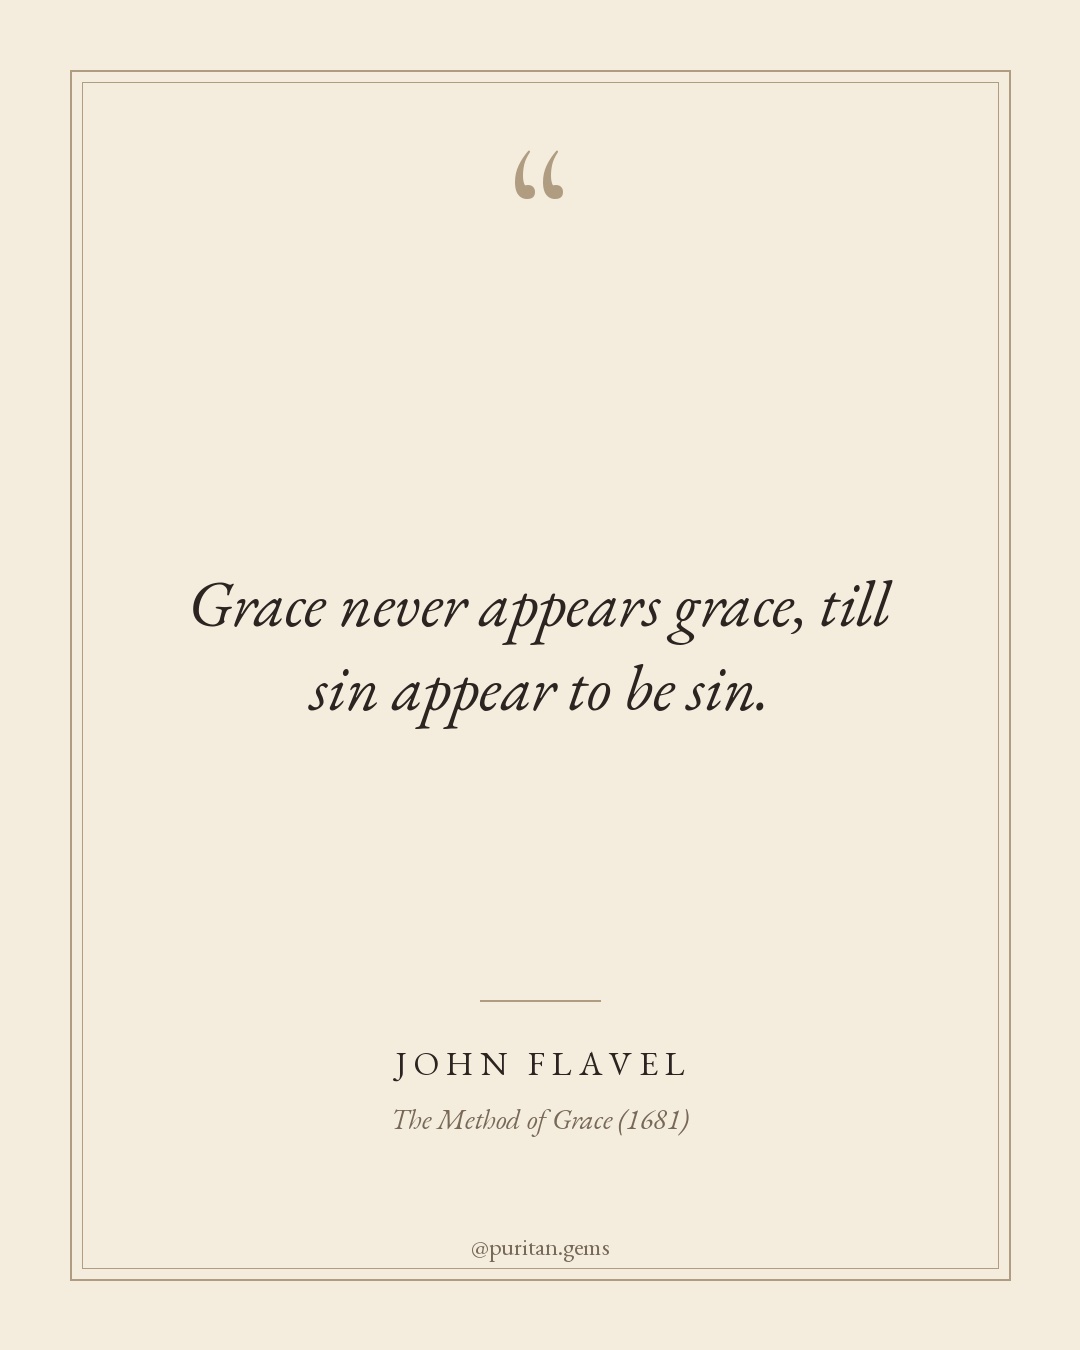 “
Grace never appears grace, till
sin appear to be sin.
JOHN FLAVEL
The Method of Grace (1681)
@puritan.gems